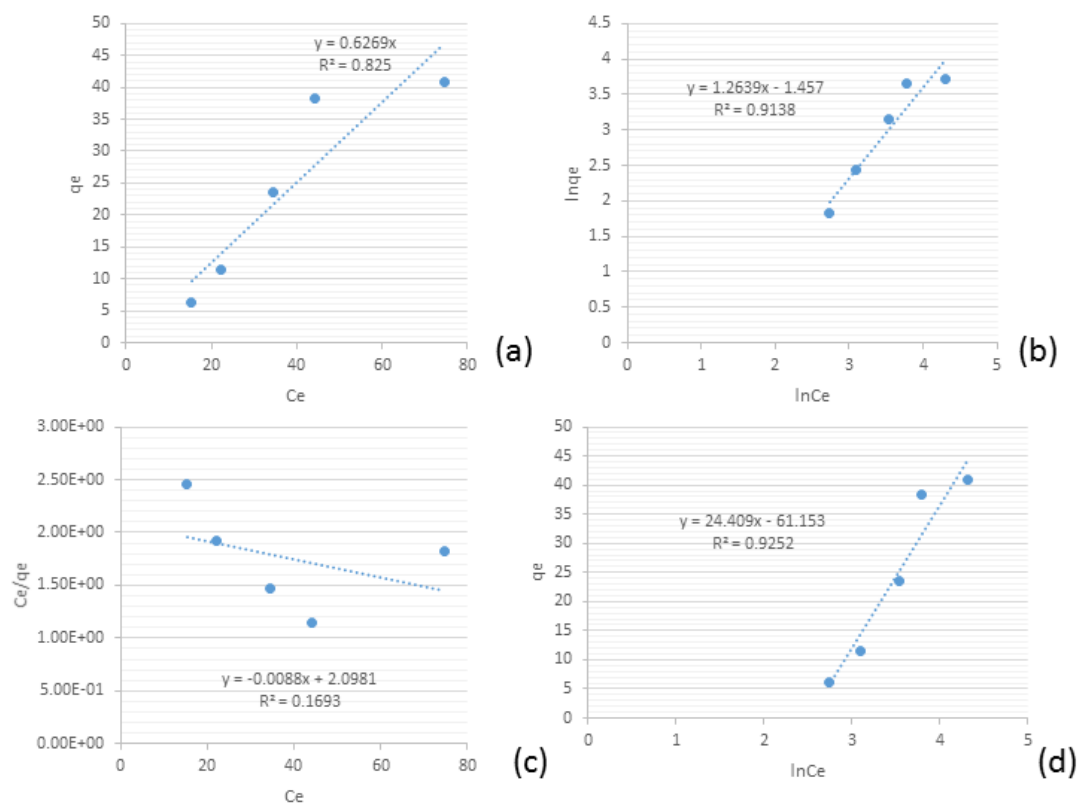 50
45
40
35
30
25
20
15
10
5
0
qe
y = 0.6269x
R² = 0.825
0 20 40 60 80
Ce
(a)
4.5
4
3.5
3
2.5
2
1.5
1
0.5
0
lnqe
y = 1.2639x - 1.457
R² = 0.9138
0 1 2 3 4 5
lnCe
(b)
3.00E+00
2.50E+00
2.00E+00
1.50E+00
1.00E+00
5.00E-01
0.00E+00
Ce/qe
y = -0.0088x + 2.0981
R² = 0.1693
0 20 40 60 80
Ce
(c)
50
45
40
35
30
25
20
15
10
5
0
qe
y = 24.409x - 61.153
R² = 0.9252
0 1 2 3 4 5
lnCe
(d)